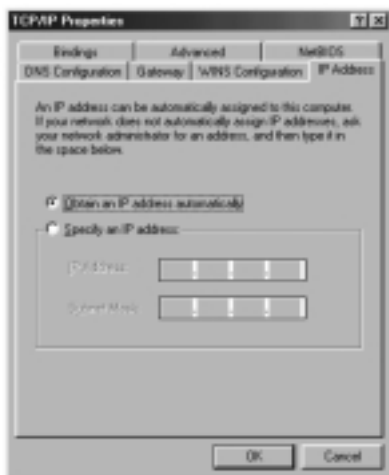 TCP/IP Properties
Bindings Advanced NetBIOS
DNS Configuration Gateway WINS Configuration IP Address
An IP address can be automatically assigned to this computer.
If your network does not automatically assign IP addresses, ask
your network administrator for an address, and then type it in
the space below.
Obtain an IP address automatically
Specify an IP address:
IP Address:
Subnet Mask:
OK Cancel